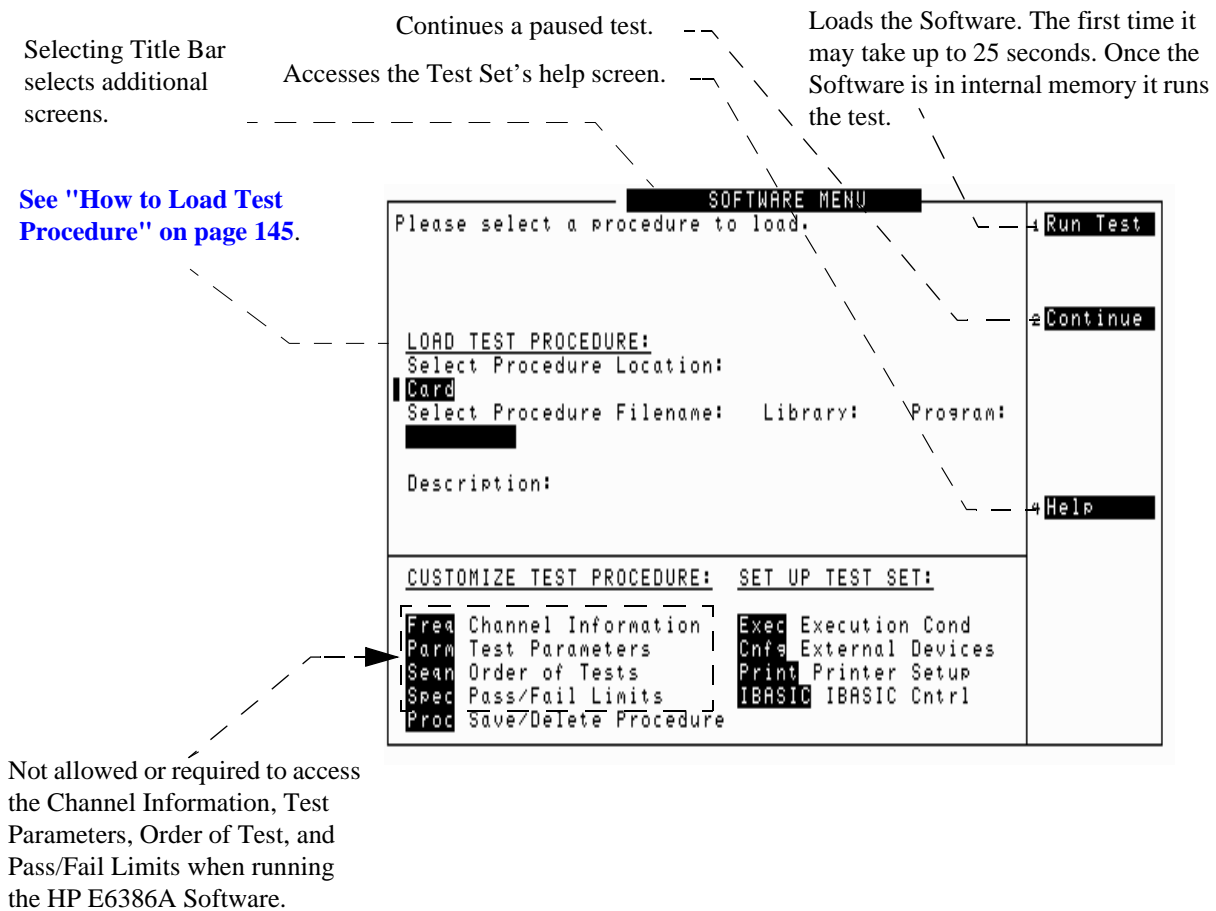 Continues a paused test.
Accesses the Test Set's help screen.
Selecting Title Bar
selects additional
screens.
Loads the Software. The first time it
may take up to 25 seconds. Once the
Software is in internal memory it runs
the test.
See "How to Load Test
Procedure" on page 145.
SOFTWARE MENU
Please select a procedure to load.
LOAD TEST PROCEDURE:
Select Procedure Location:
Card
Select Procedure Filename: Library: Program:
Description:
1 Run Test
2 Continue
4 Help
CUSTOMIZE TEST PROCEDURE:
Freq Channel Information
Parm Test Parameters
Seqn Order of Tests
Spec Pass/Fail Limits
Proc Save/Delete Procedure
SET UP TEST SET:
Exec Execution Cond
Cnfg External Devices
Print Printer Setup
IBASIC IBASIC Cntrl
Not allowed or required to access
the Channel Information, Test
Parameters, Order of Test, and
Pass/Fail Limits when running
the HP E6386A Software.